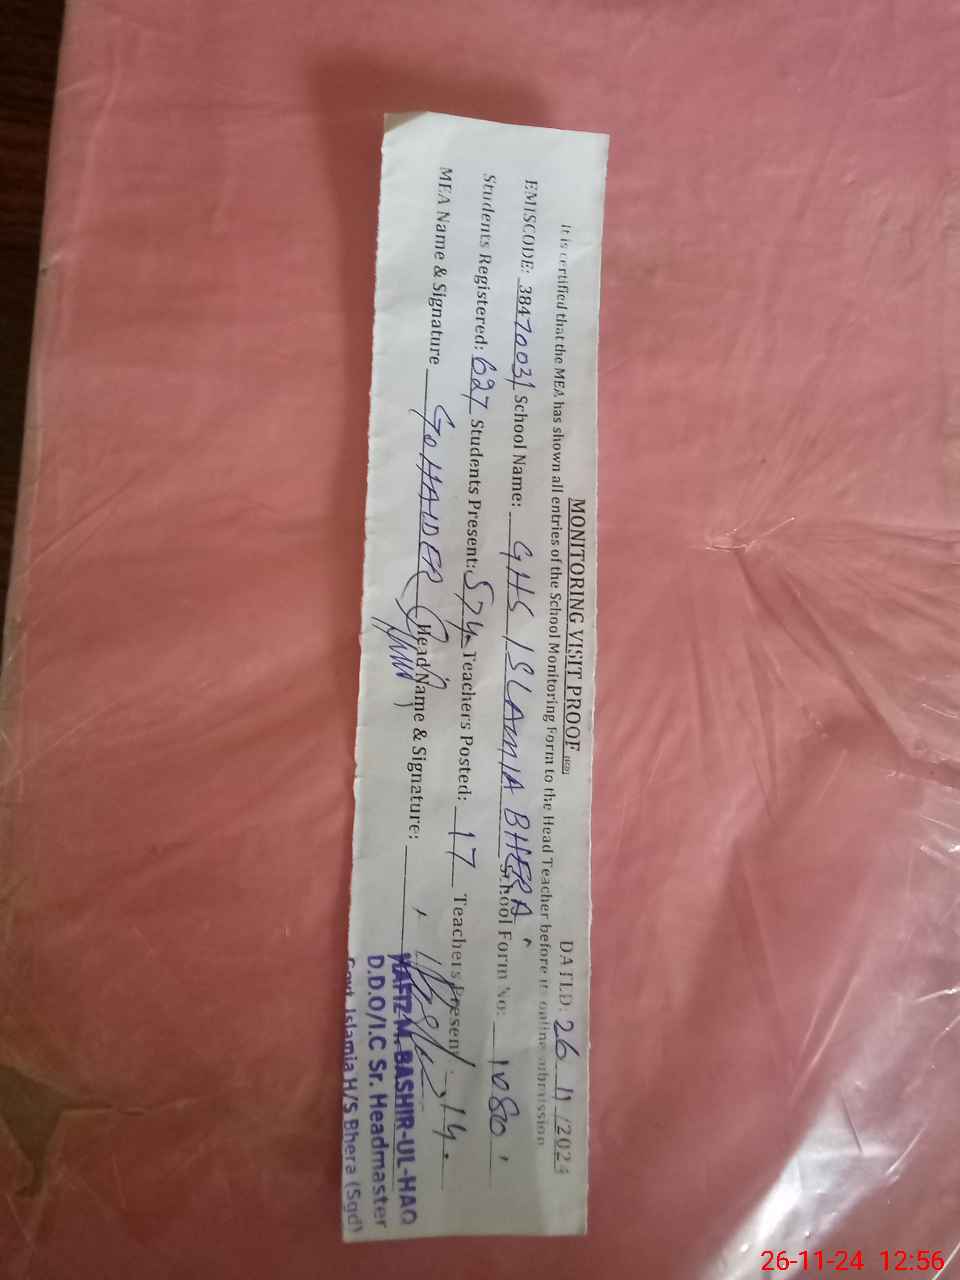 MONITORING VISIT PROOF DATED: 26/11/2024
It is certified that the MEA has shown all entries of the School Monitoring Form to the Head Teacher before its online submission
EMISCODE: 38470031 School Name: GHS ISLAMIA BHERA School Form No: 1080
Students Registered: 627 Students Present: 574 Teachers Posted: 17 Teachers Present: 14
MEA Name & Signature HAIDER Head Name & Signature:
HAFIZ M. BASHIR-UL-HAQ
D.D.O/I.C Sr. Headmaster
Govt. Islamia H/S Bhera (Sgd)
26-11-24 12:56